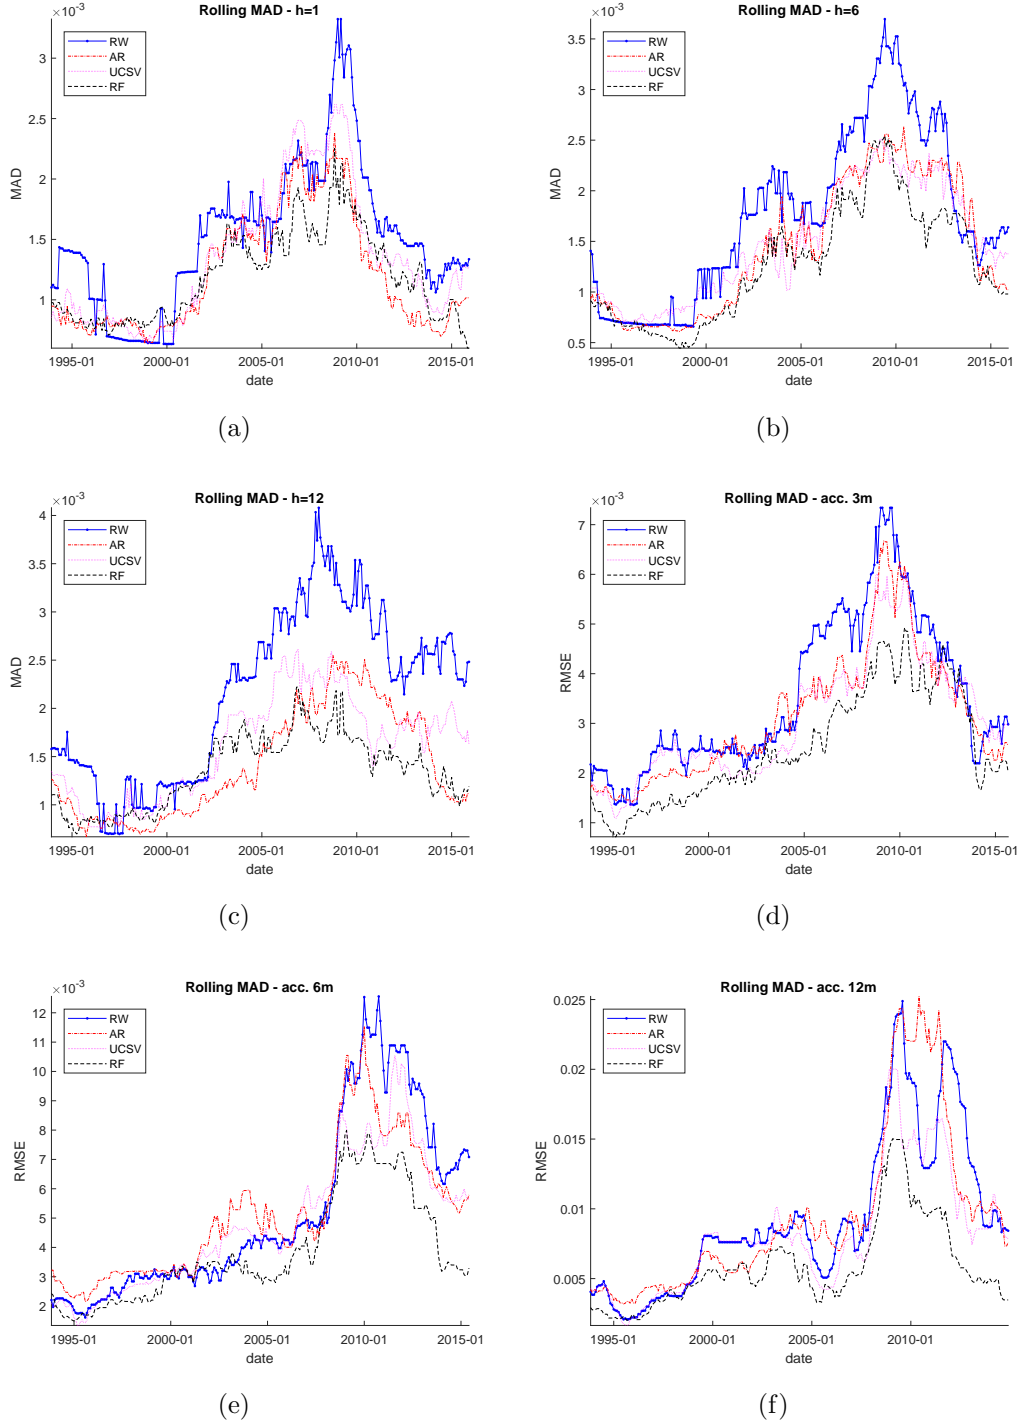 ×10⁻³ Rolling MAD - h=1
RW
AR
UCSV
RF
MAD
3
2.5
2
1.5
1
1995-01 2000-01 2005-01 2010-01 2015-01
date
(a)
×10⁻³ Rolling MAD - h=6
RW
AR
UCSV
RF
MAD
3.5
3
2.5
2
1.5
1
0.5
1995-01 2000-01 2005-01 2010-01 2015-01
date
(b)
×10⁻³ Rolling MAD - h=12
RW
AR
UCSV
RF
MAD
4
3.5
3
2.5
2
1.5
1
1995-01 2000-01 2005-01 2010-01 2015-01
date
(c)
×10⁻³ Rolling MAD - acc. 3m
RW
AR
UCSV
RF
RMSE
7
6
5
4
3
2
1
1995-01 2000-01 2005-01 2010-01 2015-01
date
(d)
×10⁻³ Rolling MAD - acc. 6m
RW
AR
UCSV
RF
RMSE
12
11
10
9
8
7
6
5
4
3
2
1995-01 2000-01 2005-01 2010-01 2015-01
date
(e)
Rolling MAD - acc. 12m
RW
AR
UCSV
RF
RMSE
0.025
0.02
0.015
0.01
0.005
1995-01 2000-01 2005-01 2010-01
date
(f)